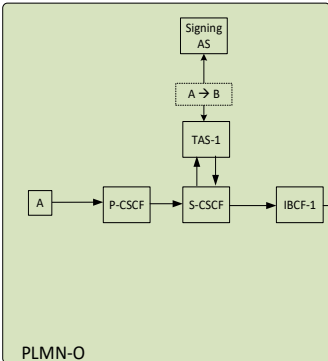 Signing
AS
A → B
TAS-1
A
P-CSCF
S-CSCF
IBCF-1
PLMN-O